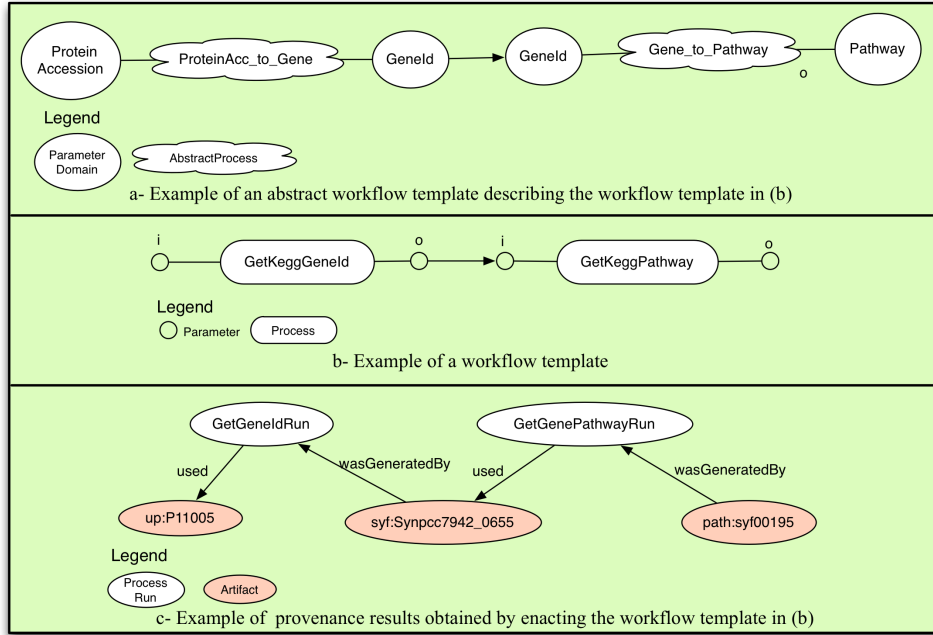 Protein
Accession
ProteinAcc_to_Gene
GeneId
GeneId
Gene_to_Pathway
o
Pathway
Legend
Parameter
Domain
AbstractProcess
a- Example of an abstract workflow template describing the workflow template in (b)
i
GetKeggGeneId
o
i
GetKeggPathway
o
Legend
Parameter
Process
b- Example of a workflow template
GetGeneIdRun
GetGenePathwayRun
used
wasGeneratedBy
used
wasGeneratedBy
up:P11005
syf:Synpcc7942_0655
path:syf00195
Legend
Process
Run
Artifact
c- Example of provenance results obtained by enacting the workflow template in (b)